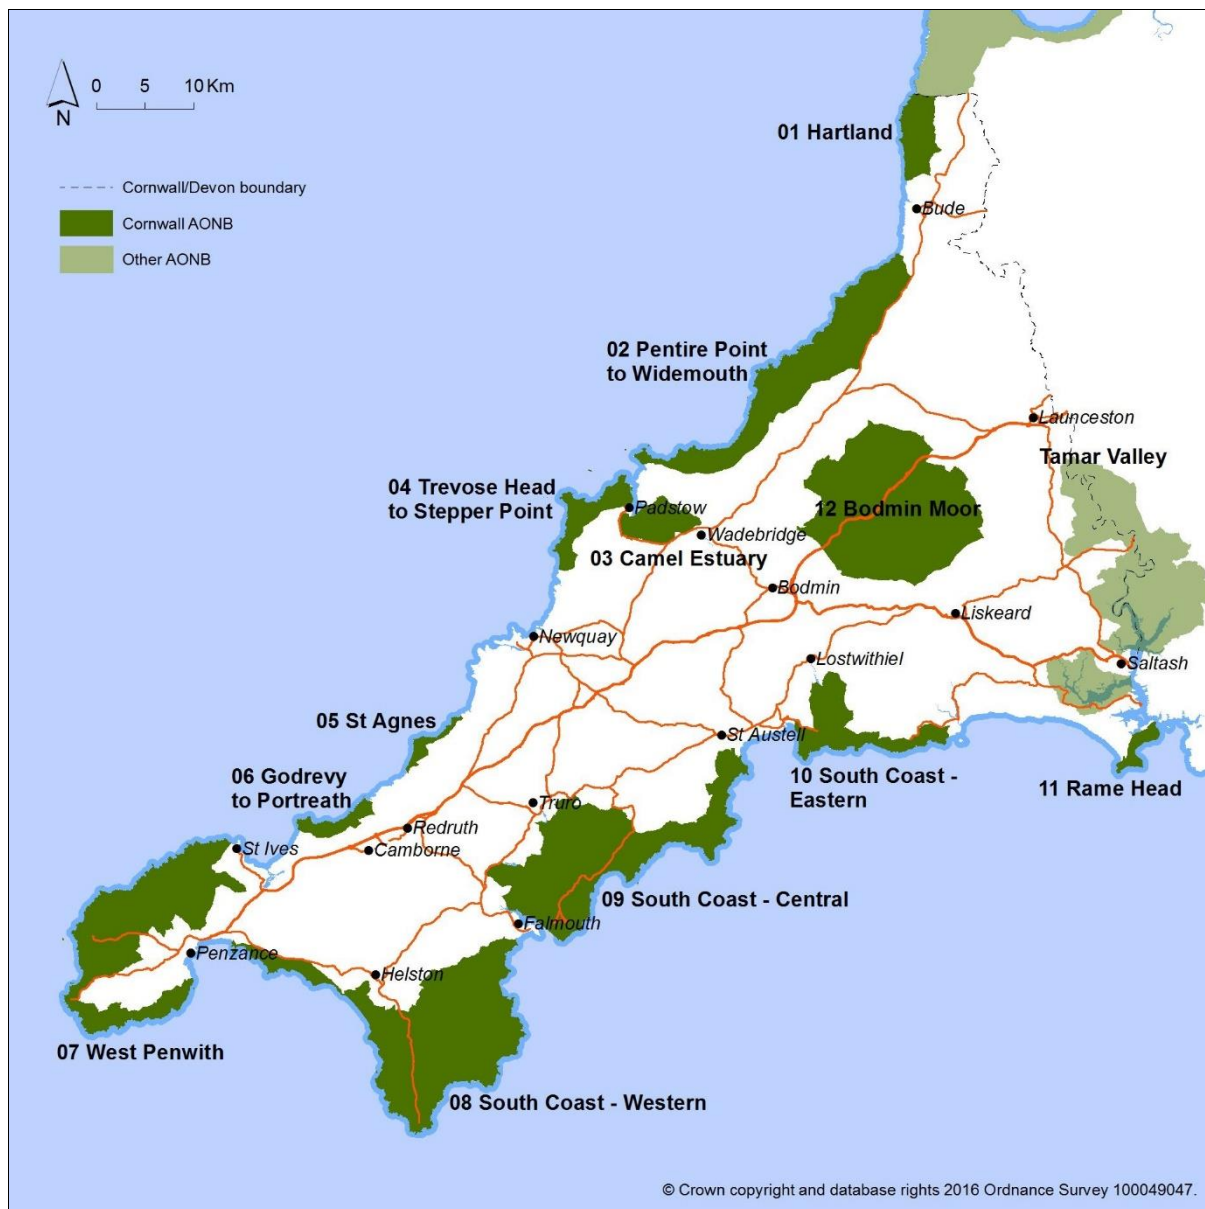 0 5 10 Km
N
Cornwall/Devon boundary
Cornwall AONB
Other AONB
01 Hartland
Bude
02 Pentire Point
to Widemouth
Launceston
Tamar Valley
04 Trevose Head
to Stepper Point
Padstow
12 Bodmin Moor
Wadebridge
03 Camel Estuary
Bodmin
Liskeard
Newquay
Lostwithiel
Saltash
05 St Agnes
St Austell
06 Godrevy
to Portreath
10 South Coast -
Eastern
11 Rame Head
Truro
Redruth
St Ives
Camborne
09 South Coast - Central
Falmouth
Penzance
Helston
07 West Penwith
08 South Coast - Western
© Crown copyright and database rights 2016 Ordnance Survey 100049047.